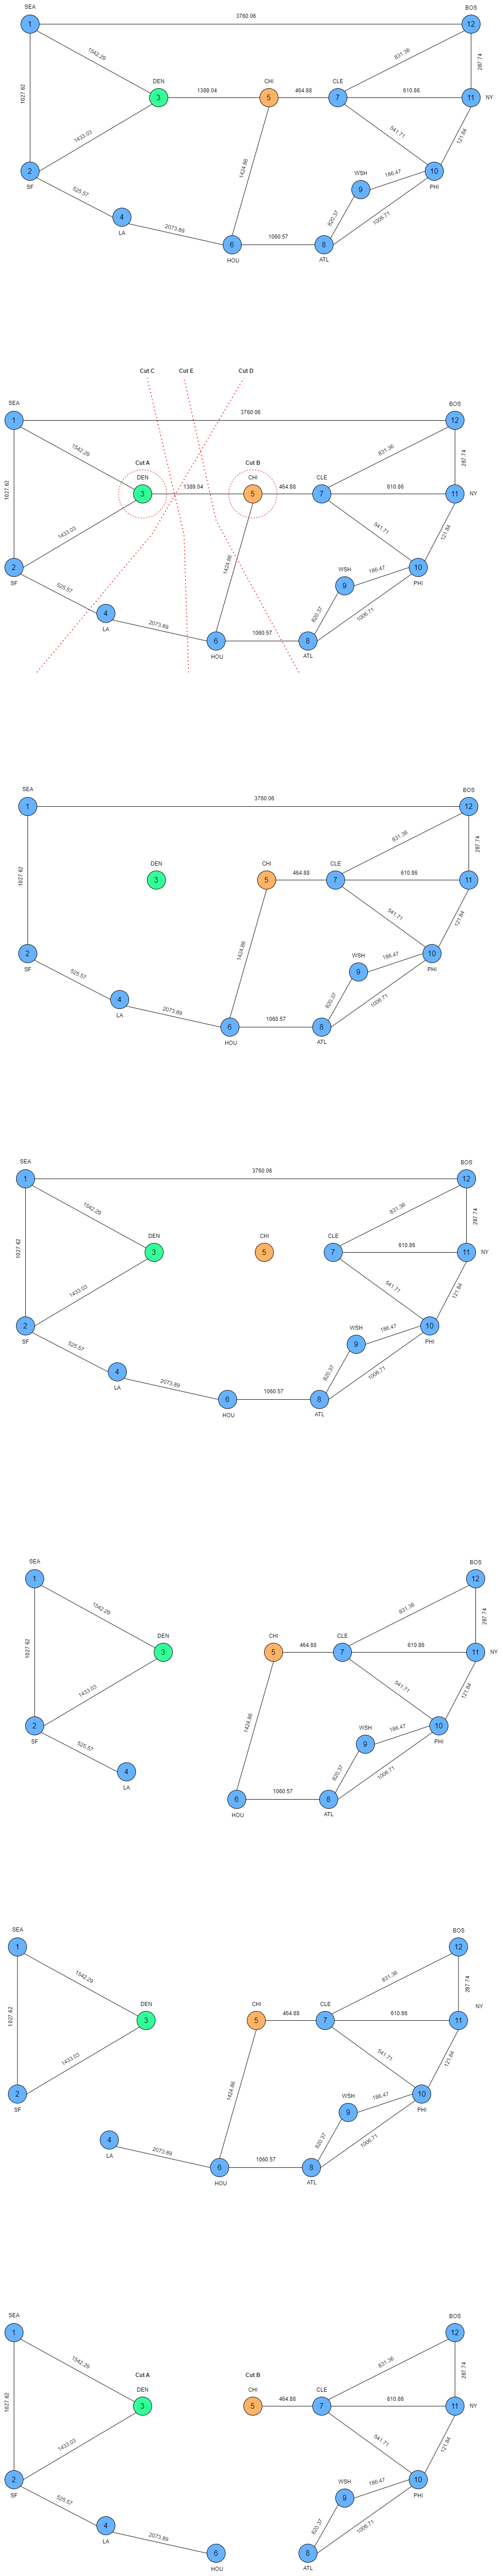 SEA
BOS
3760.06
1
12
1542.29
831.36
287.74
1027.62
DEN
CHI
CLE
3
1389.04
5
464.88
7
610.86
11
NY
1433.03
541.71
121.84
1424.86
2
SF
WSH
9
186.47
10
PHI
525.57
4
LA
820.37
1006.71
2073.89
6
HOU
1060.57
8
ATL
Cut C
Cut E
Cut D
SEA
BOS
3760.06
1
12
1542.29
831.36
287.74
1027.62
Cut A
Cut B
DEN
CHI
CLE
3
1389.04
5
464.88
7
610.86
11
NY
1433.03
541.71
121.84
1424.86
2
SF
WSH
9
186.47
10
PHI
525.57
4
LA
820.37
1006.71
2073.89
6
HOU
1060.57
8
ATL
SEA
BOS
3760.06
1
12
831.36
287.74
1027.62
DEN
CHI
CLE
3
5
464.88
7
610.86
11
541.71
121.84
1424.86
2
SF
WSH
9
186.47
10
PHI
525.57
4
LA
820.37
1006.71
2073.89
6
HOU
1060.57
8
ATL
SEA
BOS
3760.06
1
12
1542.29
831.36
287.74
1027.62
DEN
CHI
CLE
3
5
7
610.86
11
NY
1433.03
541.71
121.84
2
SF
WSH
9
186.47
10
PHI
525.57
4
LA
820.37
1006.71
2073.89
6
HOU
1060.57
8
ATL
SEA
BOS
1
12
1542.29
831.36
287.74
1027.62
DEN
CHI
CLE
3
5
464.88
7
610.86
11
NY
1433.03
541.71
121.84
1424.86
2
SF
WSH
9
186.47
10
PHI
525.57
4
LA
820.37
1006.71
6
HOU
1060.57
8
ATL
SEA
BOS
1
12
1542.29
831.36
287.74
1027.62
DEN
CHI
CLE
NY
3
5
464.88
7
610.86
11
1433.03
541.71
121.84
1424.86
2
SF
WSH
9
186.47
10
PHI
4
LA
820.37
1006.71
2073.89
6
HOU
1060.57
8
ATL
SEA
BOS
1
12
1542.29
831.36
287.74
1027.62
Cut A
Cut B
DEN
CHI
CLE
3
5
464.88
7
610.86
11
NY
1433.03
541.71
121.84
2
SF
WSH
9
186.47
10
PHI
525.57
4
LA
820.37
1006.71
2073.89
6
HOU
8
ATL